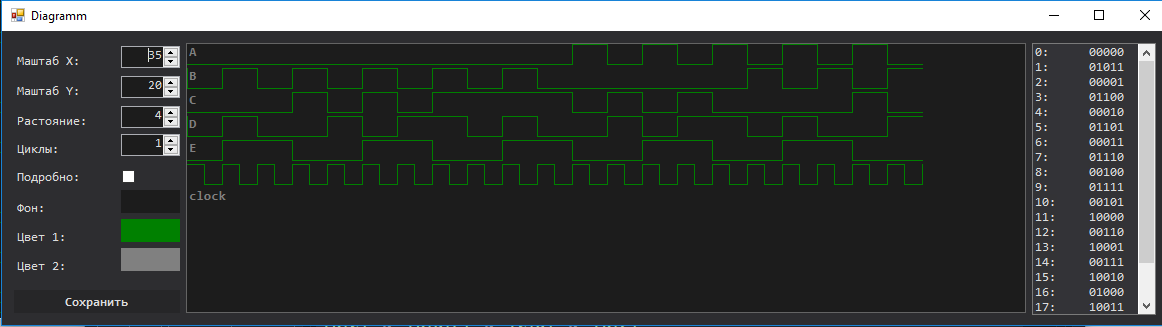 Diagramm
Маштаб X: 35
Маштаб Y: 20
Растояние: 4
Циклы: 1
Подробно:
Фон:
Цвет 1:
Цвет 2:
Сохранить
A
B
C
D
E
clock
0: 00000
1: 01011
2: 00001
3: 01100
4: 00010
5: 01101
6: 00011
7: 01110
8: 00100
9: 01111
10: 00101
11: 10000
12: 00110
13: 10001
14: 00111
15: 10010
16: 01000
17: 10011